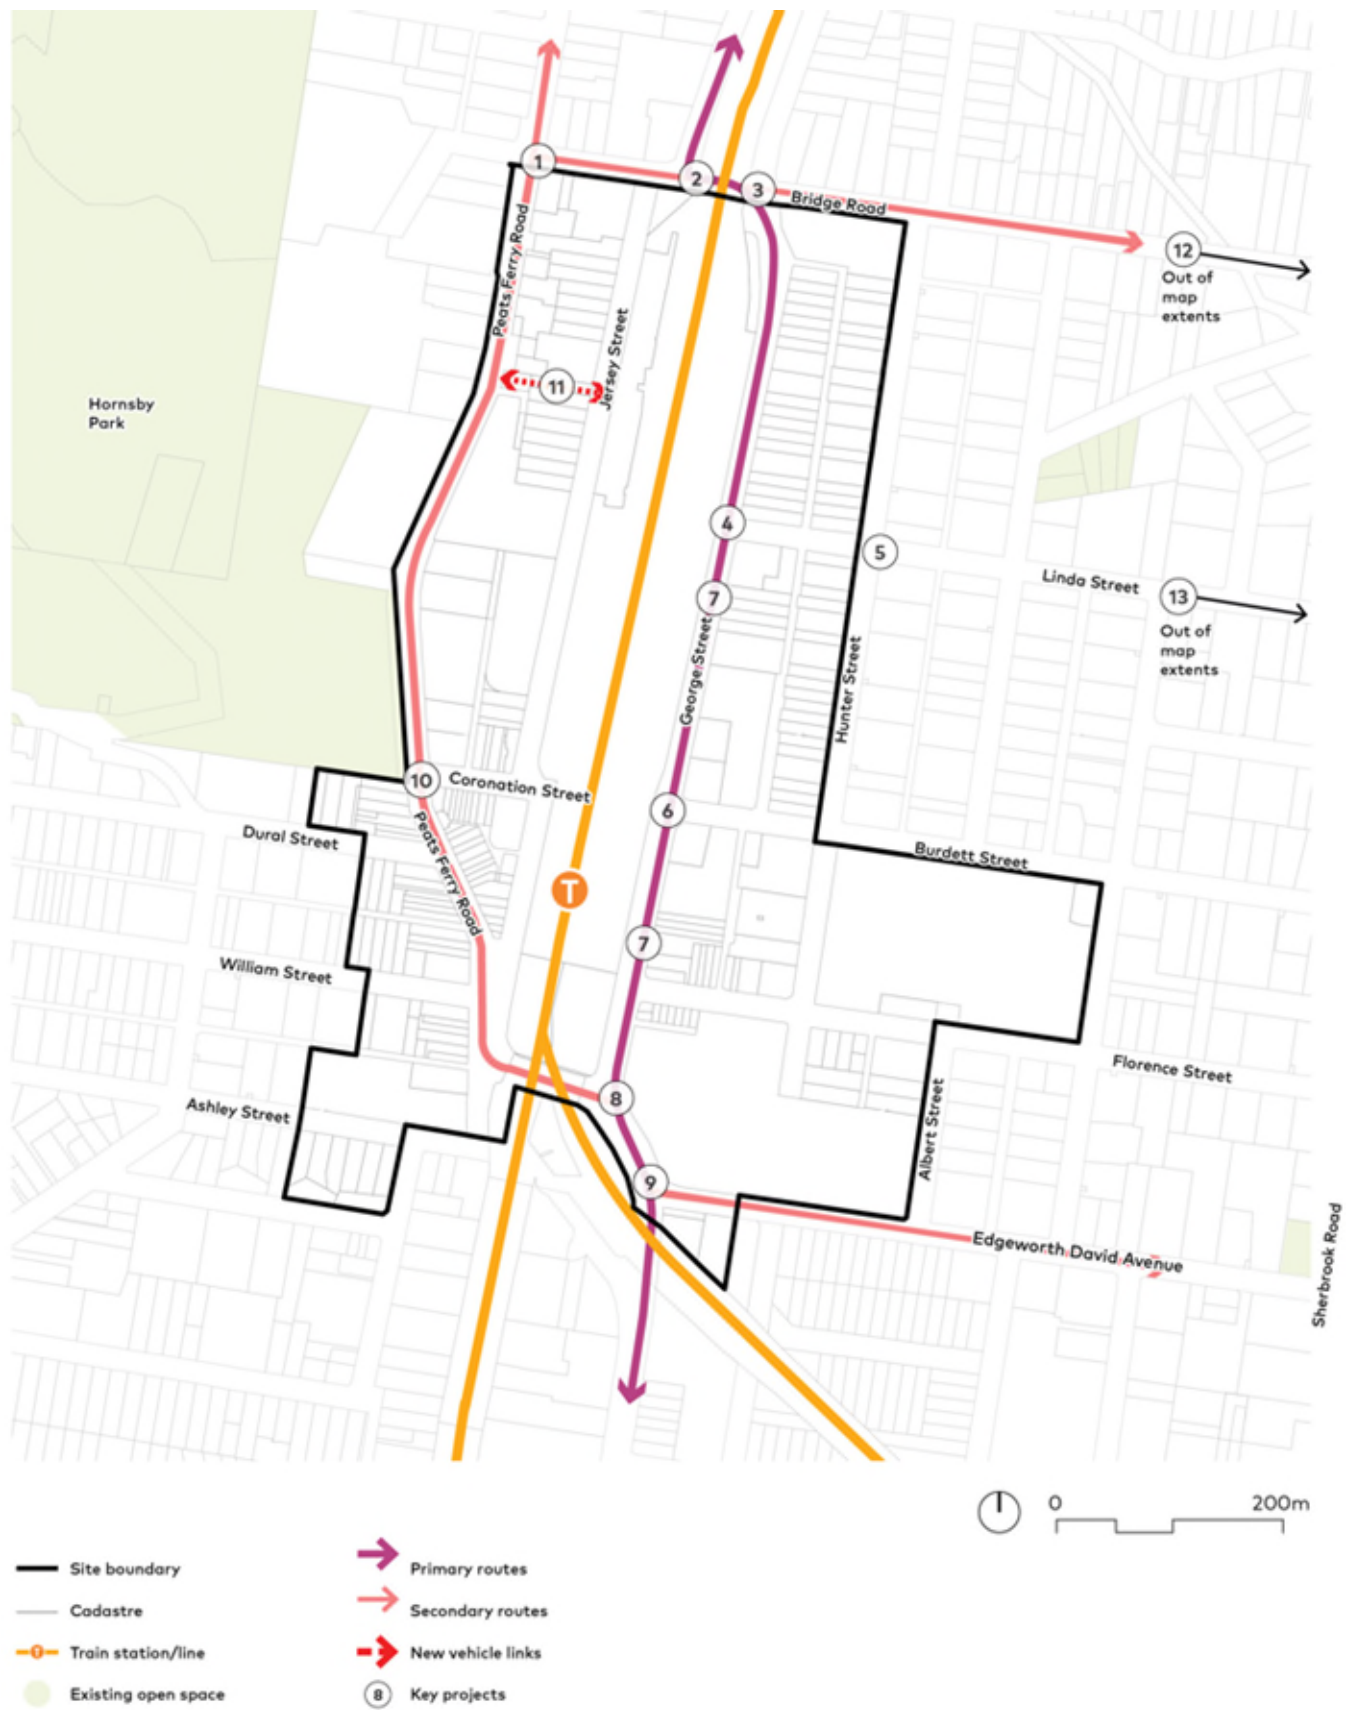 1
2
3
Bridge Road
12
Out of
map
extents
Peats Ferry Road
Jersey Street
11
Hornsby
Park
4
5
Linda Street
13
Out of
map
extents
7
George Street
Hunter Street
10
Coronation Street
6
Dural Street
Peats Ferry Road
Burdett Street
T
7
William Street
Florence Street
8
Ashley Street
Albert Street
9
Edgeworth David Avenue
Sherbrook Road
0 200m
Site boundary
Primary routes
Cadastre
Secondary routes
T Train station/line
New vehicle links
Existing open space
8 Key projects